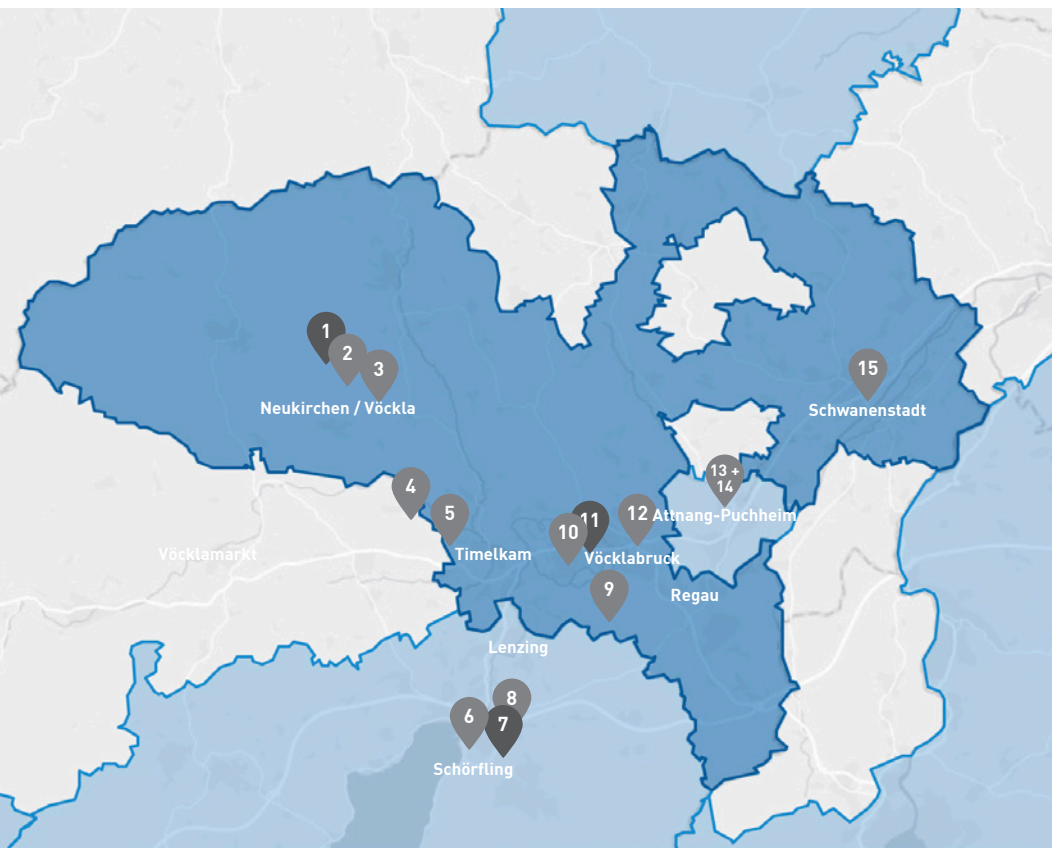 1
2
3
Neukirchen / Vöckla
15
Schwanenstadt
4
5
13 +
14
Attnang-Puchheim
12
11
10
Vöcklamarkt
Timelkam
Vöcklabruck
9
Regau
Lenzing
8
6
7
Schörfling